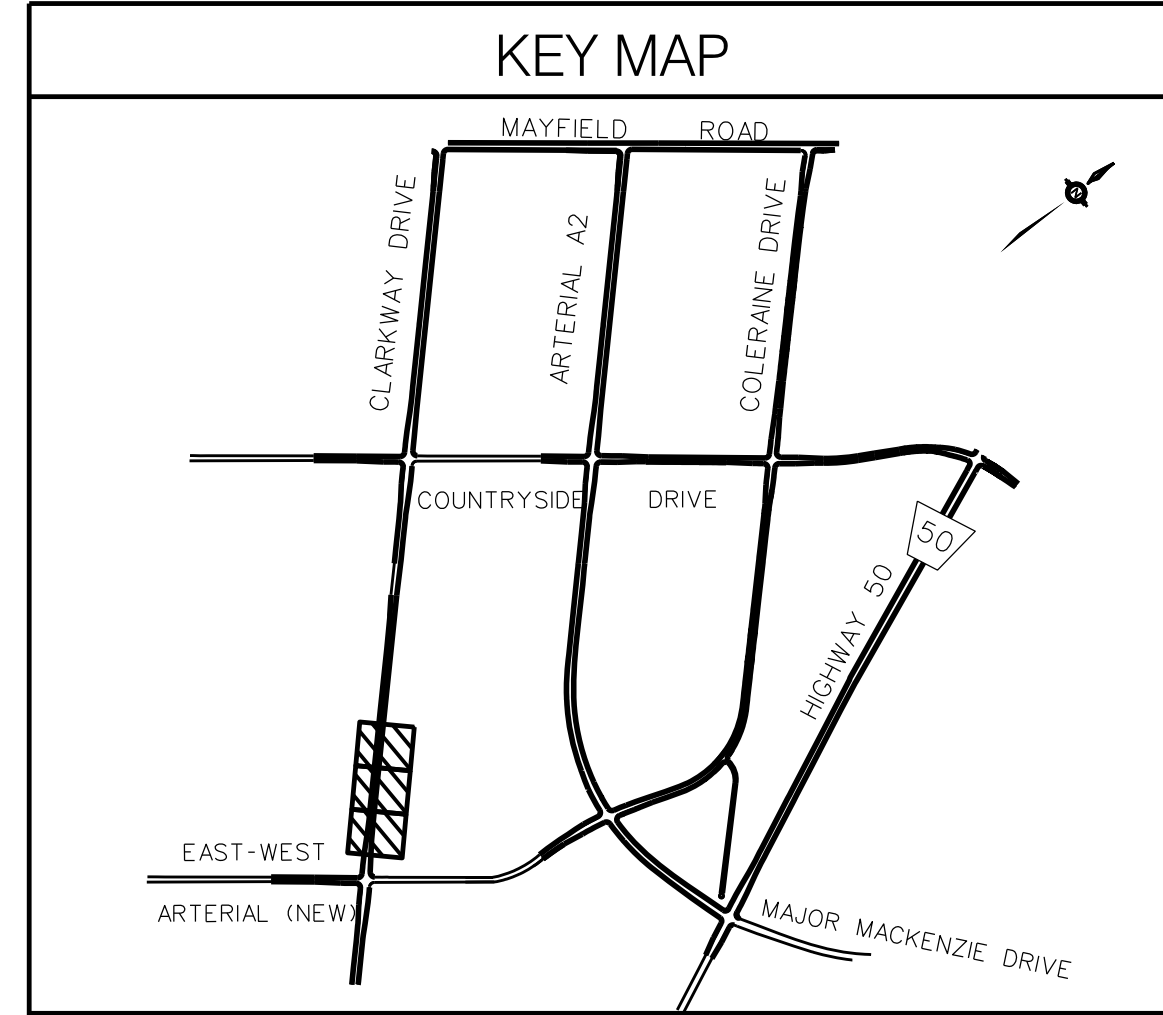 KEY MAP
MAYFIELD ROAD
N
CLARKWAY DRIVE
ARTERIAL A2
COLERAINE DRIVE
COUNTRYSIDE DRIVE
50
HIGHWAY 50
EAST-WEST
ARTERIAL (NEW)
MAJOR MACKENZIE DRIVE